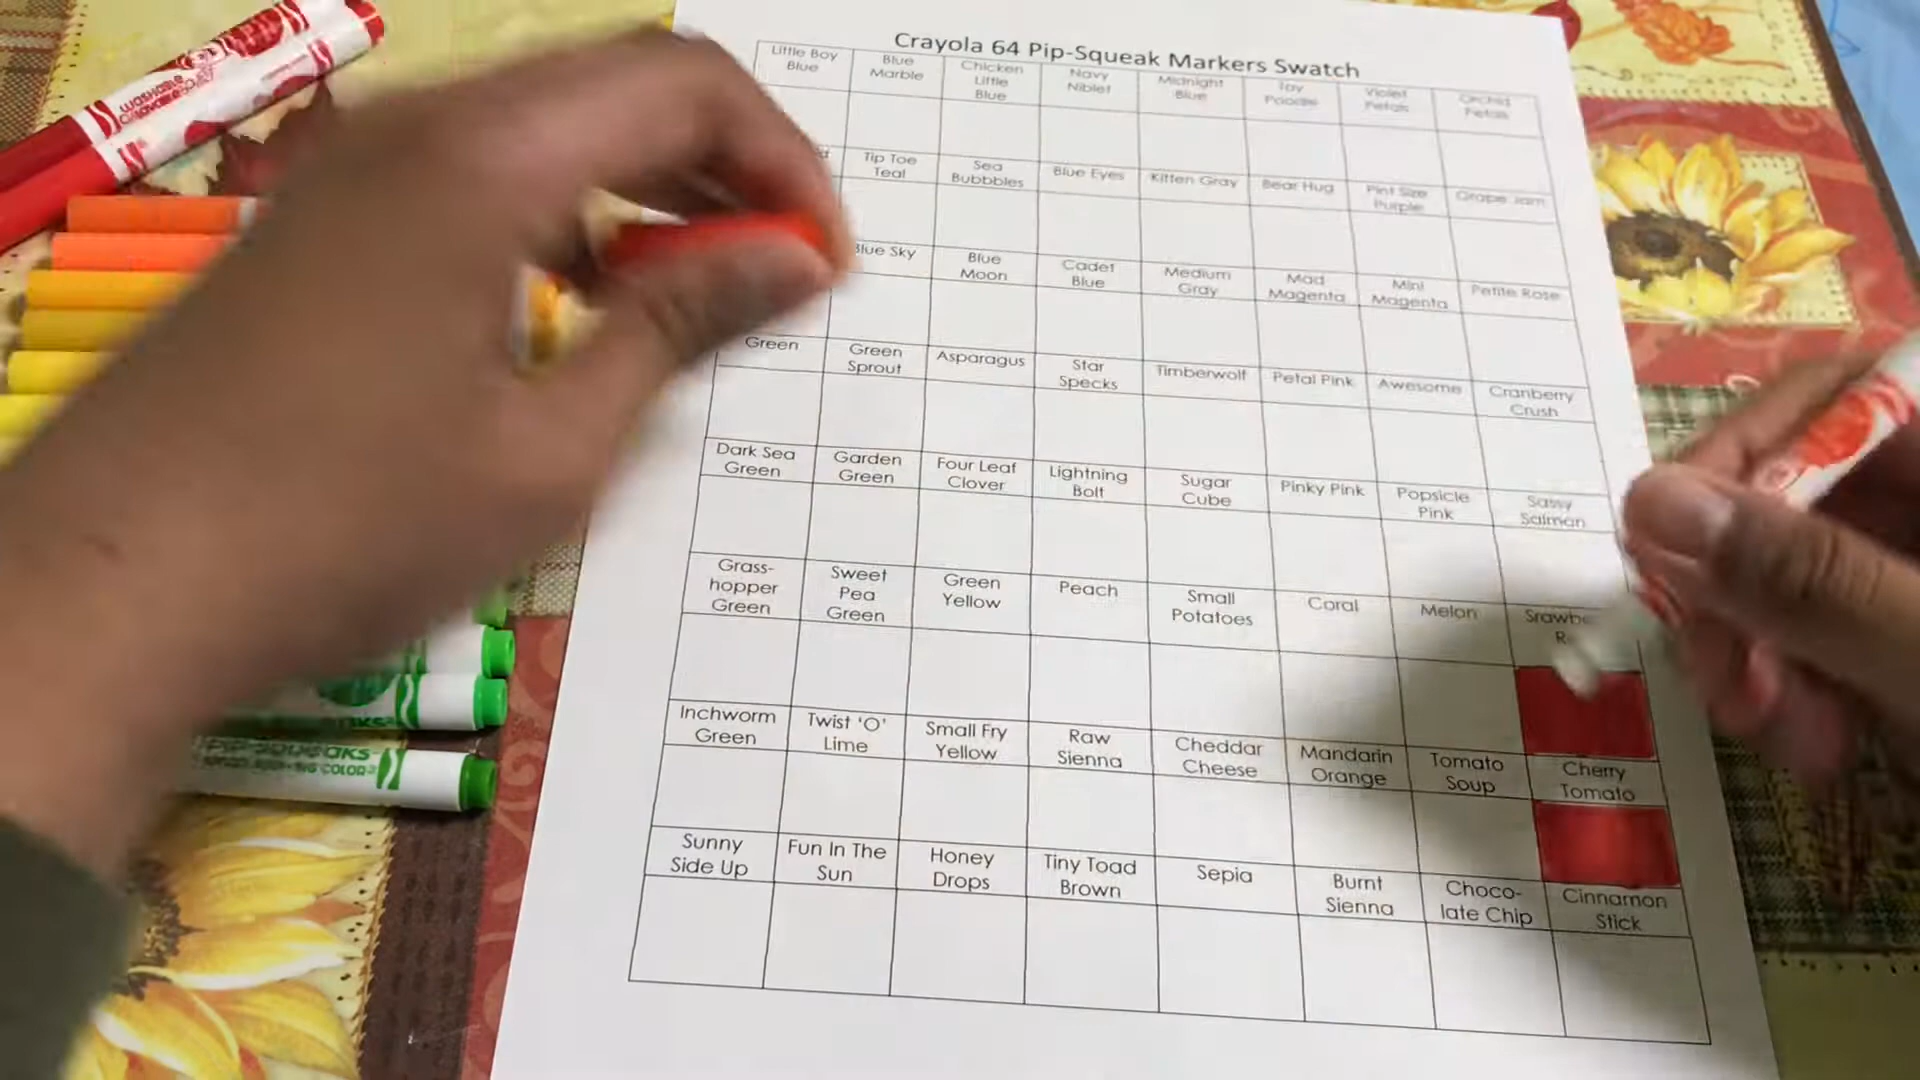 Crayola 64 Pip-Squeak Markers Swatch
Little Boy
Blue
Blue
Marble
Chicken
Little
Blue
Navy
Niblet
Midnight
Blue
Toy
Poodle
Violet
Petals
Orchid
Petals
Tip Toe
Teal
Sea
Bubbbles
Blue Eyes
Kitten Gray
Bear Hug
Pint Size
Purple
Grape Jam
Blue Sky
Blue
Moon
Cadet
Blue
Medium
Gray
Mad
Magenta
Mini
Magenta
Petite Rose
Green
Green
Sprout
Asparagus
Star
Specks
Timberwolf
Petal Pink
Awesome
Cranberry
Crush
Dark Sea
Green
Garden
Green
Four Leaf
Clover
Lightning
Bolt
Sugar
Cube
Pinky Pink
Popsicle
Pink
Sassy
Salman
Grass-
hopper
Green
Sweet
Pea
Green
Green
Yellow
Peach
Small
Potatoes
Coral
Melon
Inchworm
Green
Twist 'O'
Lime
Small Fry
Yellow
Raw
Sienna
Cheddar
Cheese
Mandarin
Orange
Tomato
Soup
Cherry
Tomato
Sunny
Side Up
Fun In The
Sun
Honey
Drops
Tiny Toad
Brown
Sepia
Burnt
Sienna
Choco-
late Chip
Cinnamon
Stick
WASHABLE